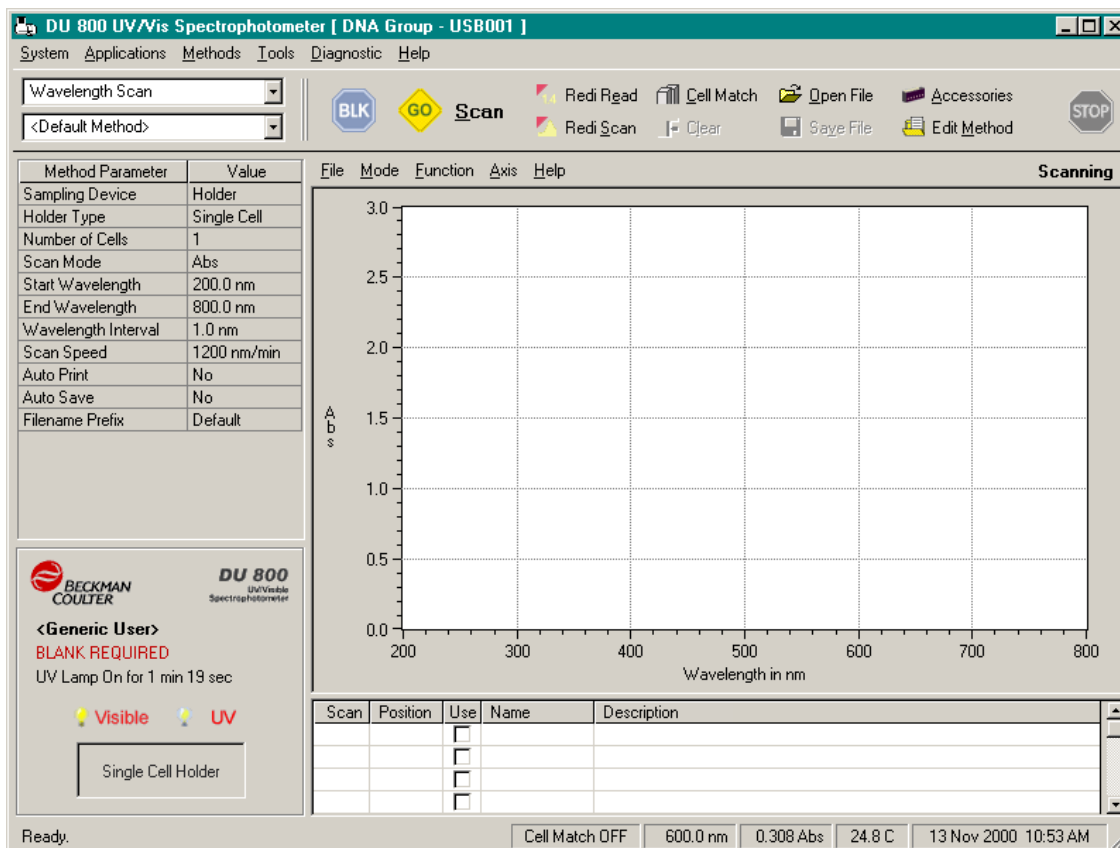 DU 800 UV/Vis Spectrophotometer [ DNA Group - USB001 ]
System Applications Methods Tools Diagnostic Help
Wavelength Scan
<Default Method>
BLK GO Scan
Redi Read Cell Match Open File Accessories
Redi Scan Clear Save File Edit Method
STOP
Method Parameter Value
Sampling Device Holder
Holder Type Single Cell
Number of Cells 1
Scan Mode Abs
Start Wavelength 200.0 nm
End Wavelength 800.0 nm
Wavelength Interval 1.0 nm
Scan Speed 1200 nm/min
Auto Print No
Auto Save No
Filename Prefix Default
BECKMAN
COULTER
DU 800
UV/Visible
Spectrophotometer
<Generic User>
BLANK REQUIRED
UV Lamp On for 1 min 19 sec
Visible UV
Single Cell Holder
File Mode Function Axis Help Scanning
3.0
2.5
2.0
1.5
1.0
0.5
0.0
Abs
200 300 400 500 600 700 800
Wavelength in nm
Scan Position Use Name Description
Ready. Cell Match OFF 600.0 nm 0.308 Abs 24.8 C 13 Nov 2000 10:53 AM